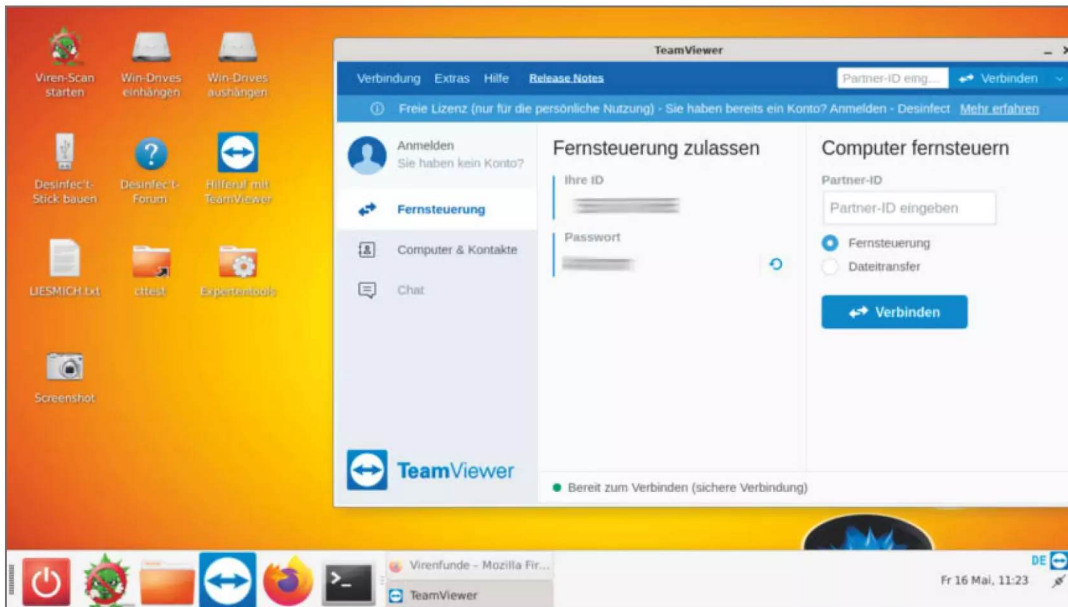 Viren-Scan
starten
Win-Drives
einhängen
Win-Drives
aushängen
Desinfec't-
Stick bauen
Desinfec't-
Forum
Hilferuf mit
TeamViewer
LIESMICH.txt
cttest
Expertentools
Screenshot
TeamViewer
Verbindung Extras Hilfe Release Notes
Partner-ID eing... Verbinden
Freie Lizenz (nur für die persönliche Nutzung) - Sie haben bereits ein Konto? Anmelden - Desinfect Mehr erfahren
Anmelden
Sie haben kein Konto?
Fernsteuerung
Computer & Kontakte
Chat
TeamViewer
Fernsteuerung zulassen
Ihre ID
Passwort
Computer fernsteuern
Partner-ID
Partner-ID eingeben
Fernsteuerung
Dateitransfer
Verbinden
Bereit zum Verbinden (sichere Verbindung)
Virenfunde – Mozilla Fir...
TeamViewer
DE
Fr 16 Mai, 11:23